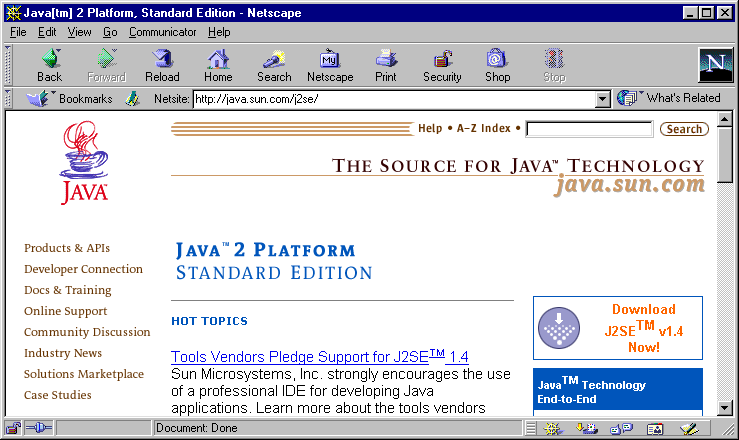 Java[tm] 2 Platform, Standard Edition - Netscape
File Edit View Go Communicator Help
Back Forward Reload Home Search Netscape Print Security Shop Stop
My
N
Bookmarks Netsite: http://java.sun.com/j2se/ What's Related
Help • A-Z Index • Search
JAVA™
THE SOURCE FOR JAVA™ TECHNOLOGY
java.sun.com
Products & APIs
Developer Connection
Docs & Training
Online Support
Community Discussion
Industry News
Solutions Marketplace
Case Studies
JAVA™ 2 PLATFORM
STANDARD EDITION
HOT TOPICS
Tools Vendors Pledge Support for J2SE™ 1.4
Sun Microsystems, Inc. strongly encourages the use
of a professional IDE for developing Java
applications. Learn more about the tools vendors
Download
J2SE™ v1.4
Now!
Java™ Technology
End-to-End
Document: Done